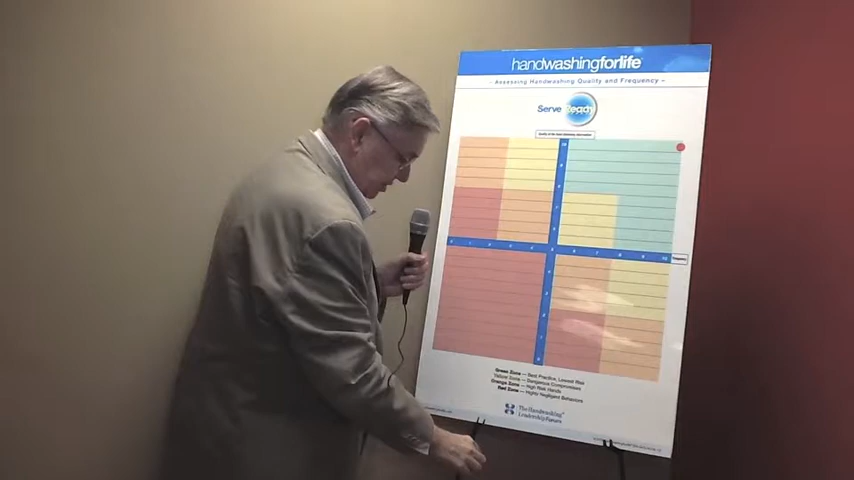 handwashingforlife
- Assessing Handwashing Quality and Frequency -
Serve Ready
Frequency
Green Zone — Best Practice, Lowest Risk
Yellow Zone — Dangerous Compromises
Orange Zone — High Risk Hands
Red Zone — Highly Negligent Behaviors
The Handwashing
Leadership Forum